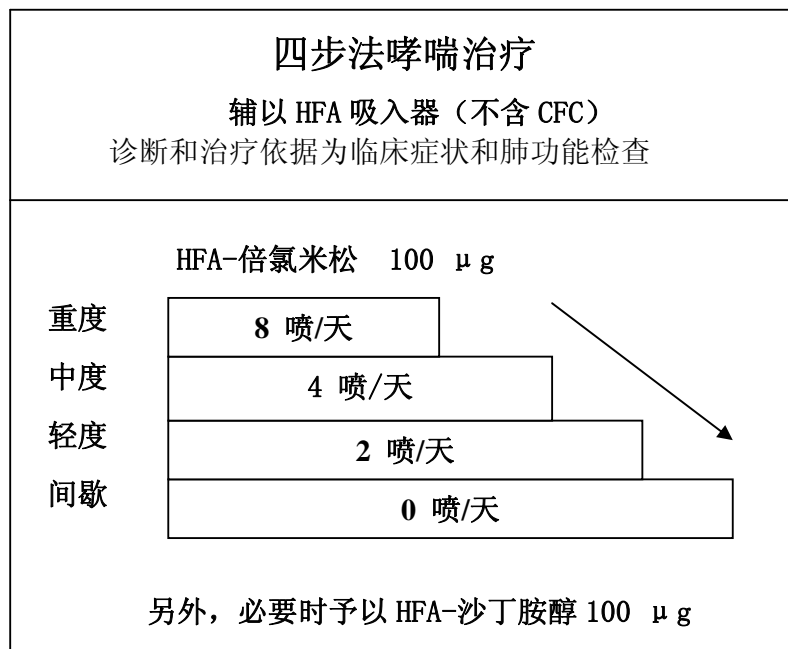 四步法哮喘治疗
辅以 HFA 吸入器（不含 CFC）
诊断和治疗依据为临床症状和肺功能检查
HFA-倍氯米松 100 μg
重度 8 喷/天
中度 4 喷/天
轻度 2 喷/天
间歇 0 喷/天
另外，必要时予以 HFA-沙丁胺醇 100 μg